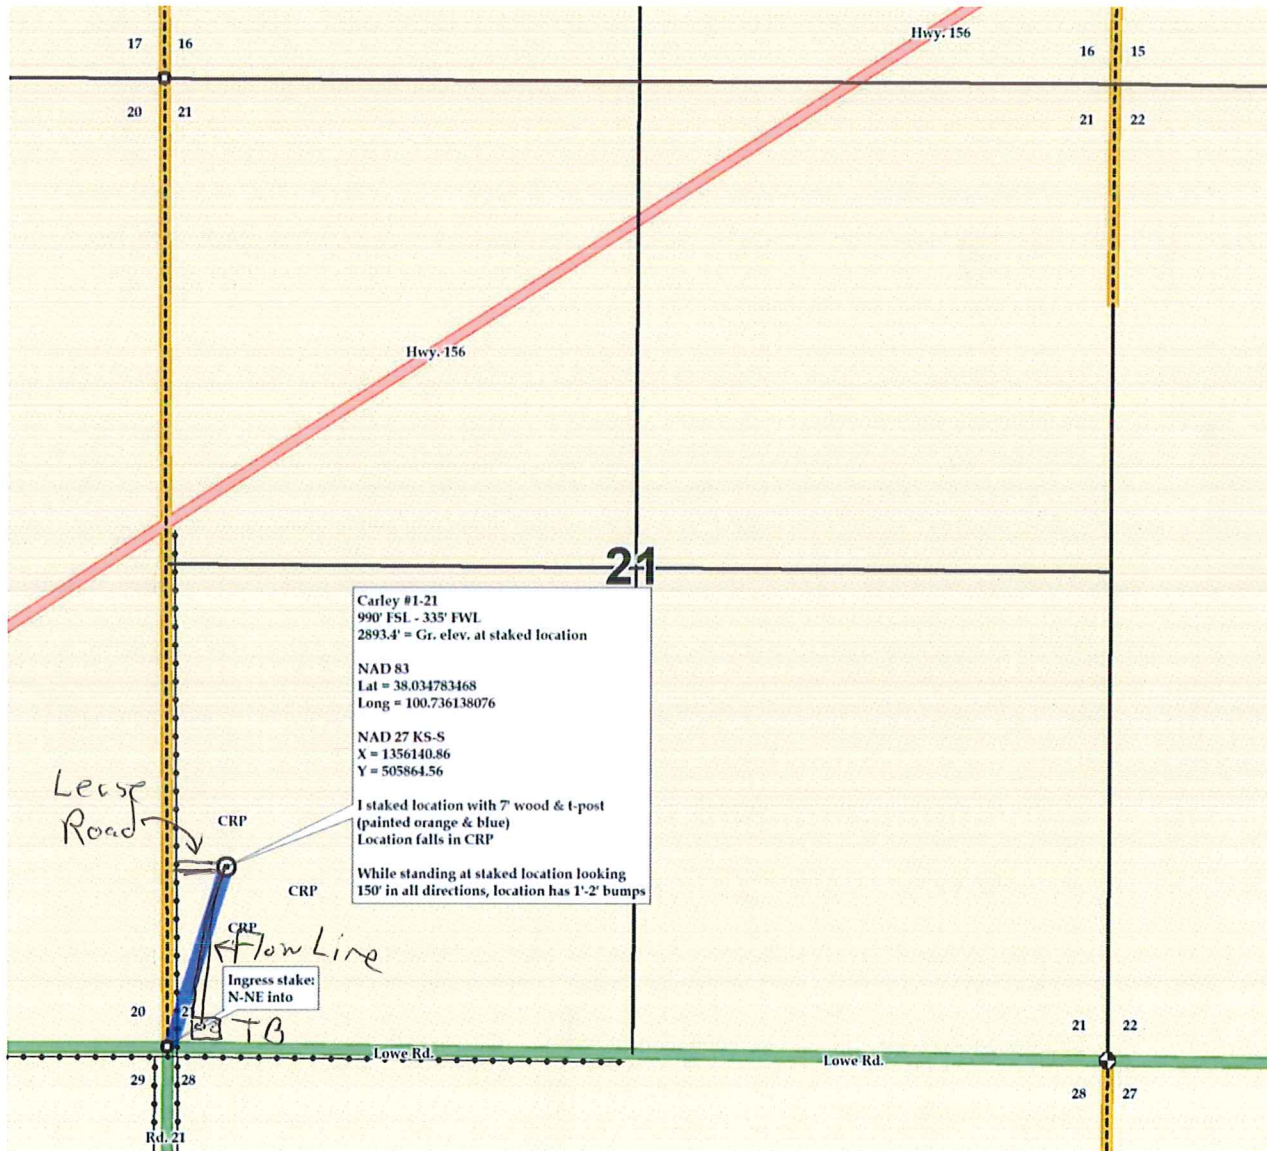 Hwy. 156
17 16
16 15
20 21
21 22
Hwy. 156
21
Carley #1-21
990' FSL - 335' FWL
2893.4' = Gr. elev. at staked location
NAD 83
Lat = 38.034783468
Long = 100.736138076
NAD 27 KS-S
X = 1356140.86
Y = 505864.56
I staked location with 7' wood & t-post
(painted orange & blue)
Location falls in CRP
While standing at staked location looking
150' in all directions, location has 1'-2' bumps
Lease
Road
CRP
CRP
CRP
Flow Line
Ingress stake:
N-NE into
20 21
TB
21 22
Lowe Rd.
Lowe Rd.
29 28
28 27
Rd. 21